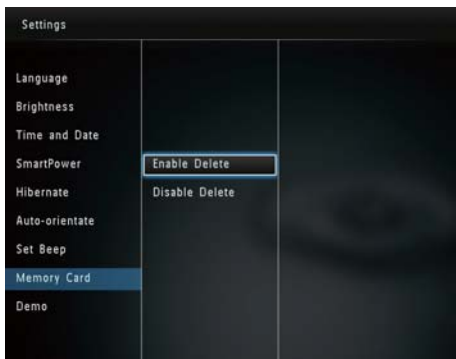 Settings
Language
Brightness
Time and Date
SmartPower
Enable Delete
Hibernate
Disable Delete
Auto-orientate
Set Beep
Memory Card
Demo